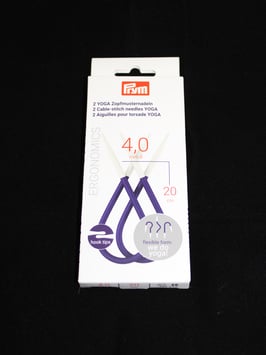 Prym
2 YOGA Zopfmusternadeln
2 Cable-stitch needles YOGA
2 Aiguilles pour torsade YOGA
ERGONOMICS
4,0
20
cm
hook tips
flexible form
we do
yoga!